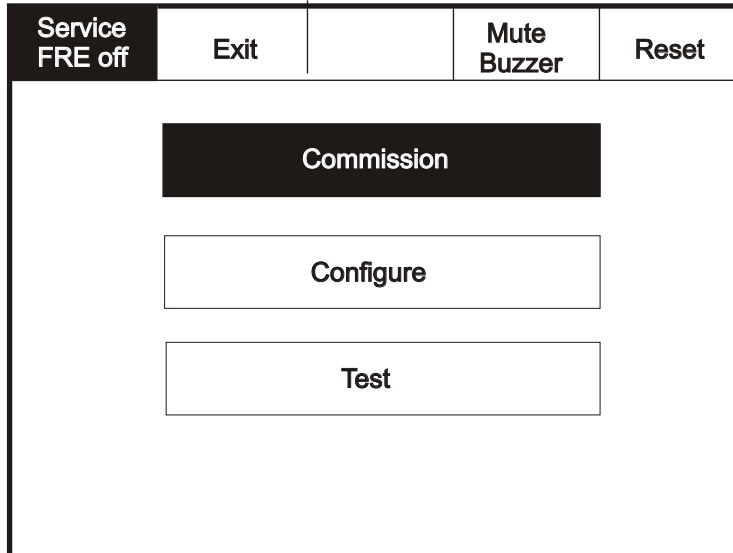 Service
FRE off
Exit
Mute
Buzzer
Reset
Commission
Configure
Test